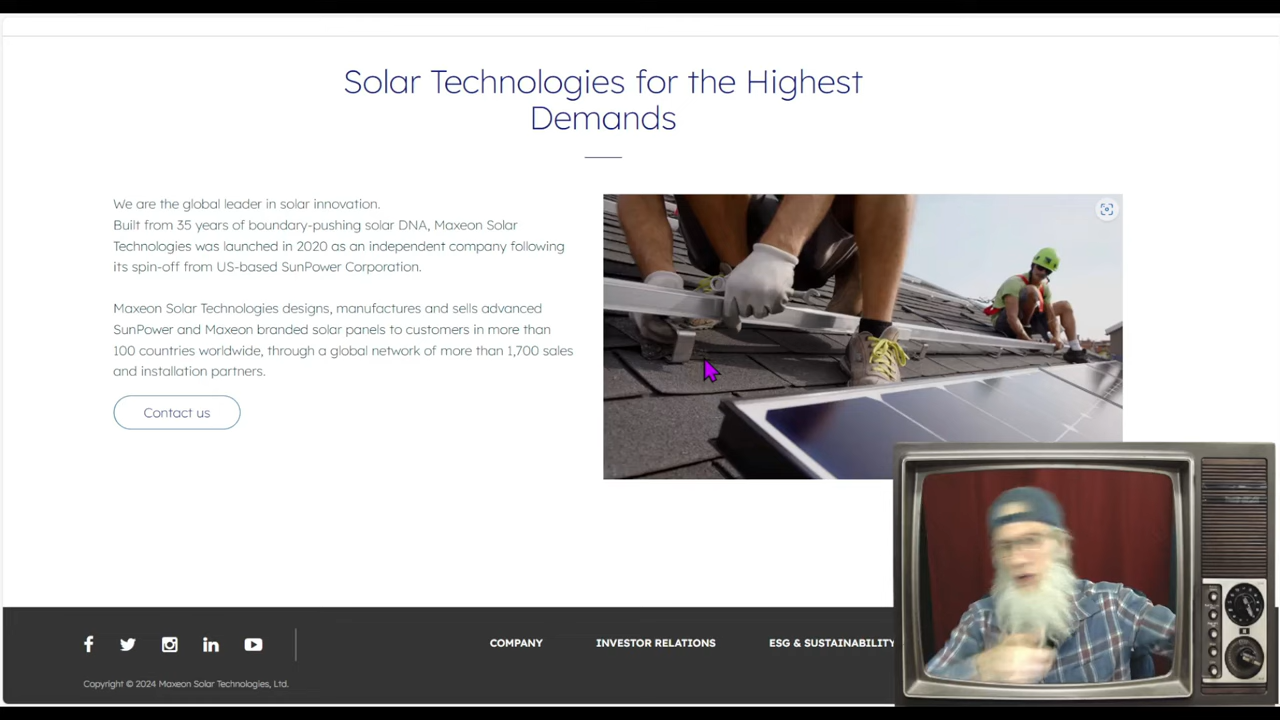 Solar Technologies for the Highest
Demands
We are the global leader in solar innovation.
Built from 35 years of boundary-pushing solar DNA, Maxeon Solar
Technologies was launched in 2020 as an independent company following
its spin-off from US-based SunPower Corporation.
Maxeon Solar Technologies designs, manufactures and sells advanced
SunPower and Maxeon branded solar panels to customers in more than
100 countries worldwide, through a global network of more than 1,700 sales
and installation partners.
Contact us
COMPANY INVESTOR RELATIONS ESG & SUSTAINABILITY
Copyright © 2024 Maxeon Solar Technologies, Ltd.